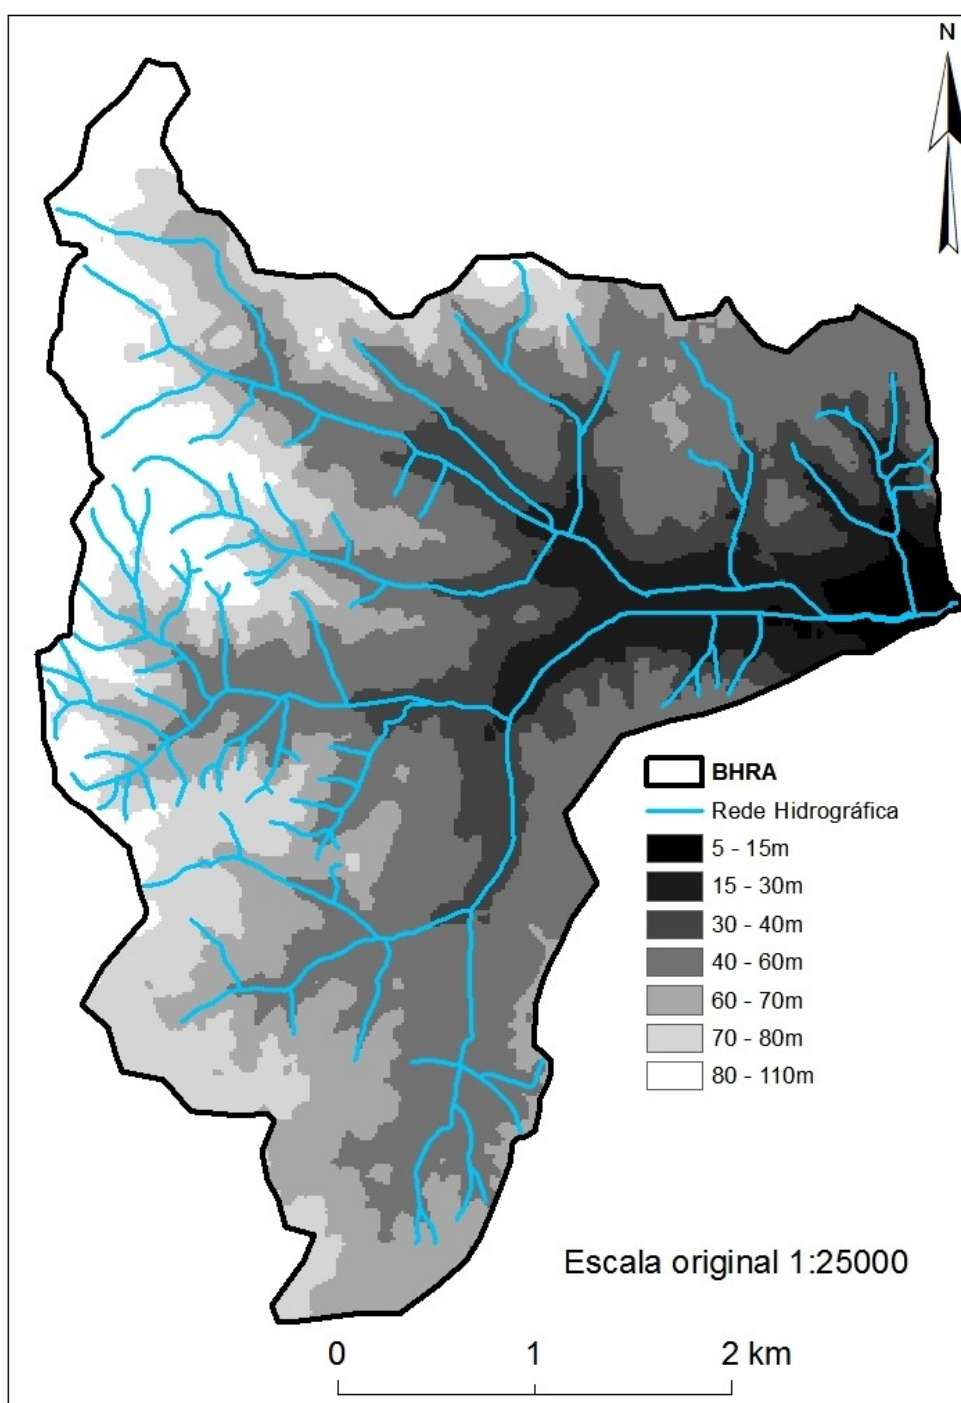 N
BHRA
Rede Hidrográfica
5 - 15m
15 - 30m
30 - 40m
40 - 60m
60 - 70m
70 - 80m
80 - 110m
Escala original 1:25000
0 1 2 km